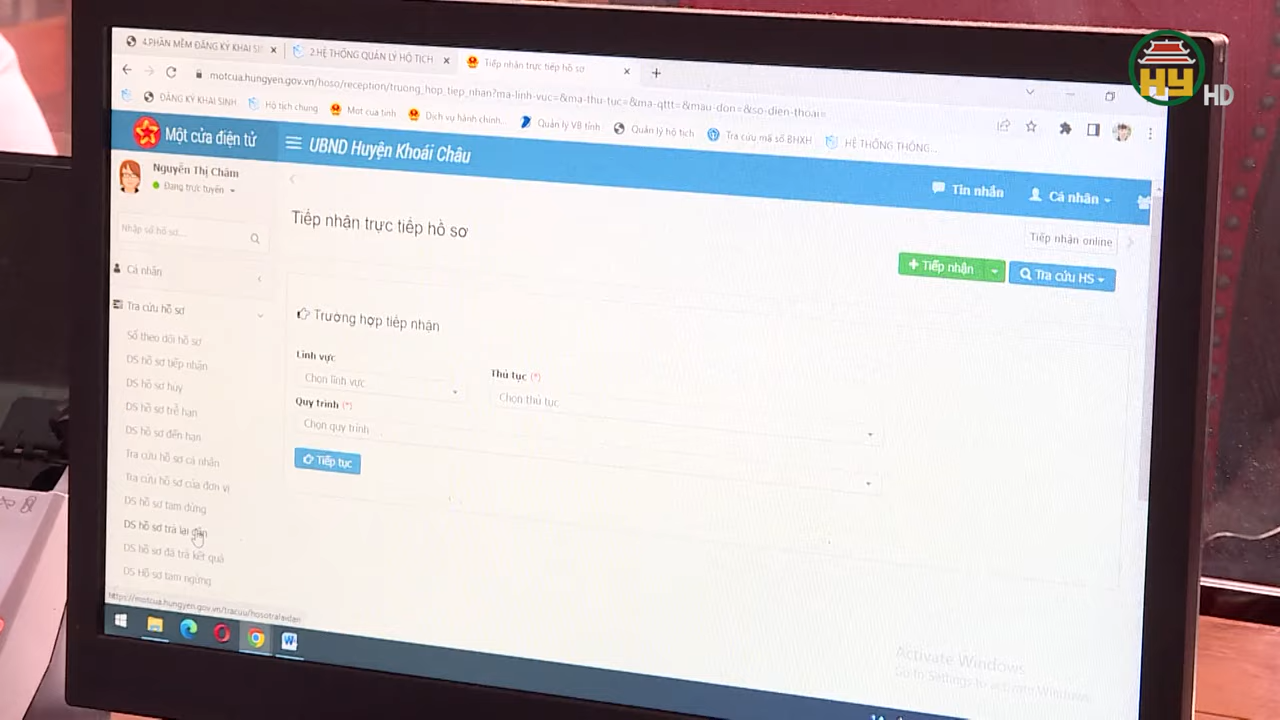 HY HD
4.PHẦN MỀM ĐĂNG KÝ KHAI SI
2.HỆ THỐNG QUẢN LÝ HỘ TỊCH
Tiếp nhận trực tiếp hồ sơ
motcua.hungyen.gov.vn/hoso/reception/truong_hop_tiep_nhan?ma-linh-vuc=&ma-thu-tuc=&ma-qttt=&mau-don=&so-dien-thoai=
ĐĂNG KÝ KHAI SINH
Hộ tịch chung
Mot cua tinh
Dich vụ hành chính...
Quản lý VB tỉnh
Quản lý hộ tịch
Tra cứu mã số BHXH
HỆ THỐNG THÔNG...
Một cửa điện tử
UBND Huyện Khoái Châu
Tin nhắn
Cá nhân
Nguyễn Thị Châm
Đang trực tuyến
Tiếp nhận trực tiếp hồ sơ
Tiếp nhận online
Nhập số hồ sơ...
Tiếp nhận
Tra cứu HS
Cá nhân
Tra cứu hồ sơ
Sổ theo dõi hồ sơ
DS hồ sơ tiếp nhận
DS hồ sơ hủy
DS hồ sơ trễ hạn
DS hồ sơ đến hạn
Tra cứu hồ sơ cá nhân
Tra cứu hồ sơ của đơn vị
DS hồ sơ tạm dừng
DS hồ sơ trả lại dân
DS hồ sơ đã trả kết quả
DS Hồ sơ tạm ngừng
Trường hợp tiếp nhận
Lĩnh vực
Chọn lĩnh vực
Thủ tục (*)
Chọn thủ tục
Quy trình (*)
Chọn quy trình
Tiếp tục
https://motcua.hungyen.gov.vn/tracuu/hosotralaidan
Activate Windows
Go to Settings to activate Windows.